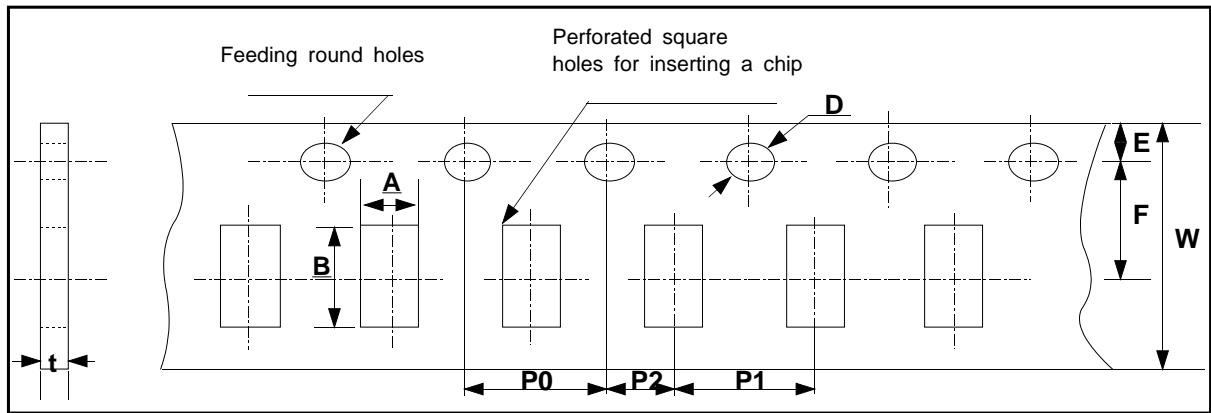 Feeding round holes
Perforated square
holes for inserting a chip
D
E
A
F
W
B
t
P0
P2
P1